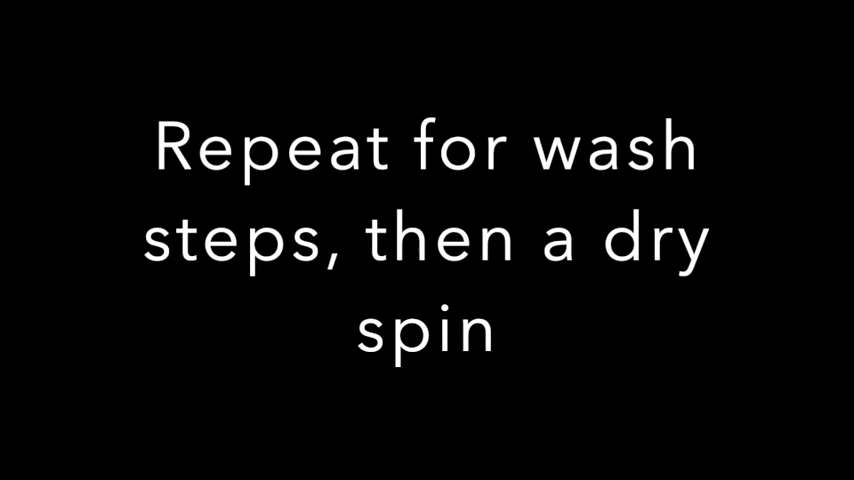 Repeat for wash
steps, then a dry
spin